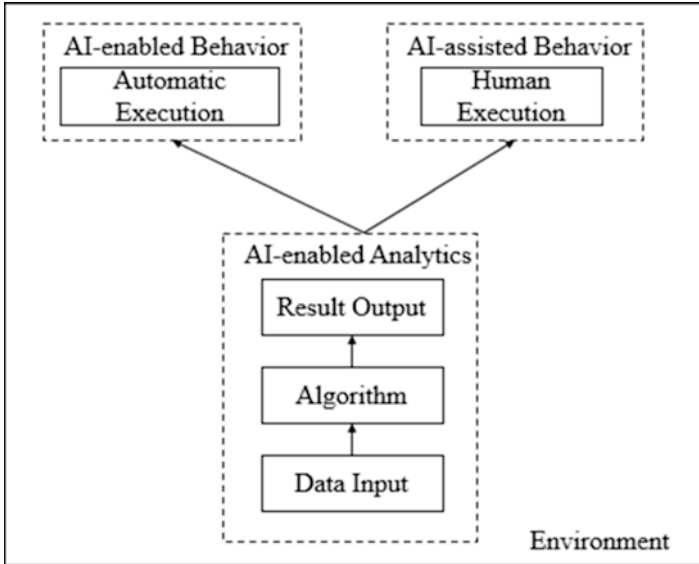 AI-enabled Behavior
Automatic
Execution
AI-assisted Behavior
Human
Execution
AI-enabled Analytics
Result Output
Algorithm
Data Input
Environment